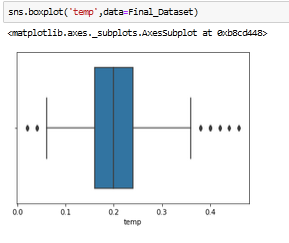 sns.boxplot('temp',data=Final_Dataset)
<matplotlib.axes._subplots.AxesSubplot at 0xb8cd448>
0.0 0.1 0.2 0.3 0.4
temp